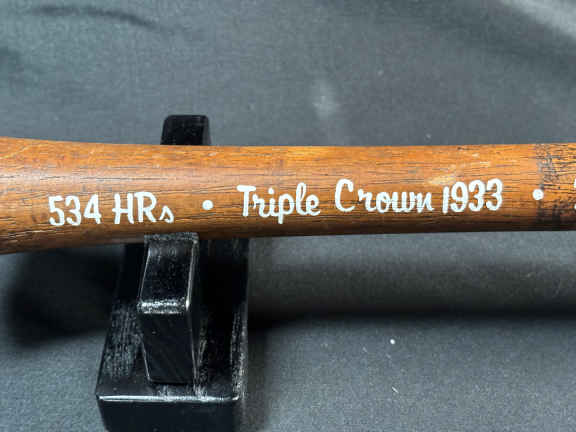 534 HRs • Triple Crown 1933 •